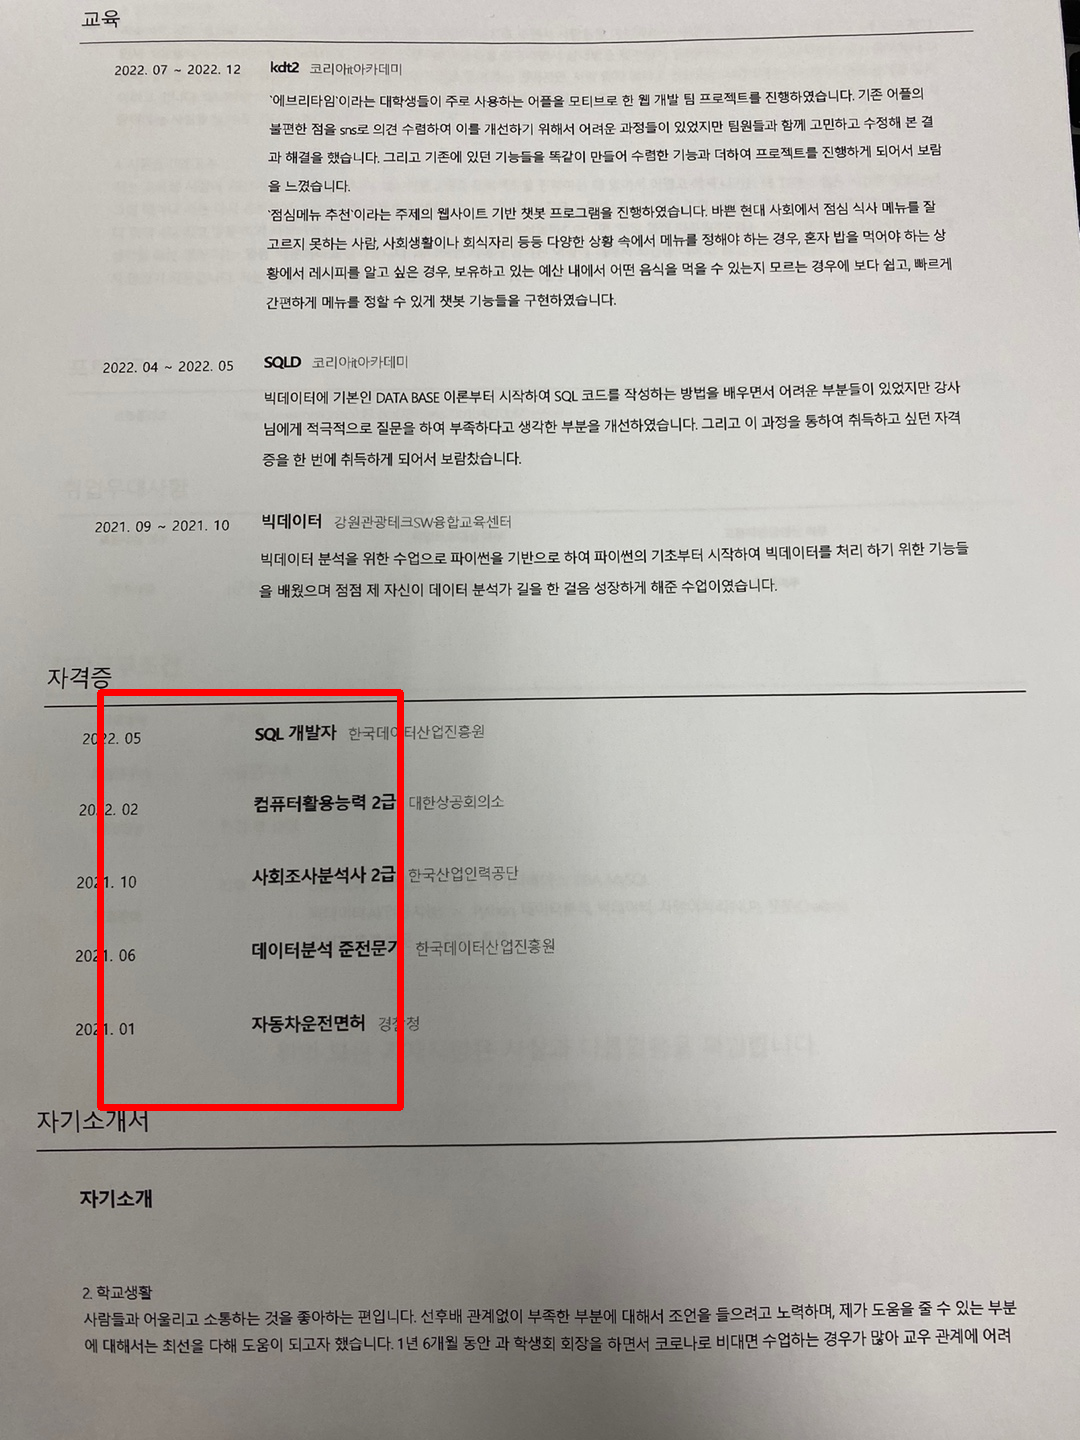 교육
2022. 07 ~ 2022. 12 kdt2 코리아it아카데미
'에브리타임'이라는 대학생들이 주로 사용하는 어플을 모티브로 한 웹 개발 팀 프로젝트를 진행하였습니다. 기존 어플의
불편한 점을 sns로 의견 수렴하여 이를 개선하기 위해서 어려운 과정들이 있었지만 팀원들과 함께 고민하고 수정해 본 결
과 해결을 했습니다. 그리고 기존에 있던 기능들을 똑같이 만들어 수렴한 기능과 더하여 프로젝트를 진행하게 되어서 보람
을 느꼈습니다.
'점심메뉴 추천'이라는 주제의 웹사이트 기반 챗봇 프로그램을 진행하였습니다. 바쁜 현대 사회에서 점심 식사 메뉴를 잘
고르지 못하는 사람, 사회생활이나 회식자리 등등 다양한 상황 속에서 메뉴를 정해야 하는 경우, 혼자 밥을 먹어야 하는 상
황에서 레시피를 알고 싶은 경우, 보유하고 있는 예산 내에서 어떤 음식을 먹을 수 있는지 모르는 경우에 보다 쉽고, 빠르게
간편하게 메뉴를 정할 수 있게 챗봇 기능들을 구현하였습니다.
2022. 04 ~ 2022. 05 SQLD 코리아it아카데미
빅데이터에 기본인 DATA BASE 이론부터 시작하여 SQL 코드를 작성하는 방법을 배우면서 어려운 부분들이 있었지만 강사
님에게 적극적으로 질문을 하여 부족하다고 생각한 부분을 개선하였습니다. 그리고 이 과정을 통하여 취득하고 싶던 자격
증을 한 번에 취득하게 되어서 보람찼습니다.
2021. 09 ~ 2021. 10 빅데이터 강원관광테크SW융합교육센터
빅데이터 분석을 위한 수업으로 파이썬을 기반으로 하여 파이썬의 기초부터 시작하여 빅데이터를 처리 하기 위한 기능들
을 배웠으며 점점 제 자신이 데이터 분석가 길을 한 걸음 성장하게 해준 수업이였습니다.
자격증
2022. 05 SQL 개발자 한국데이터산업진흥원
2022. 02 컴퓨터활용능력 2급 대한상공회의소
2021. 10 사회조사분석사 2급 한국산업인력공단
2021. 06 데이터분석 준전문가 한국데이터산업진흥원
2021. 01 자동차운전면허 경찰청
자기소개서
자기소개
2. 학교생활
사람들과 어울리고 소통하는 것을 좋아하는 편입니다. 선후배 관계없이 부족한 부분에 대해서 조언을 들으려고 노력하며, 제가 도움을 줄 수 있는 부분
에 대해서는 최선을 다해 도움이 되고자 했습니다. 1년 6개월 동안 과 학생회 회장을 하면서 코로나로 비대면 수업하는 경우가 많아 교우 관계에 어려